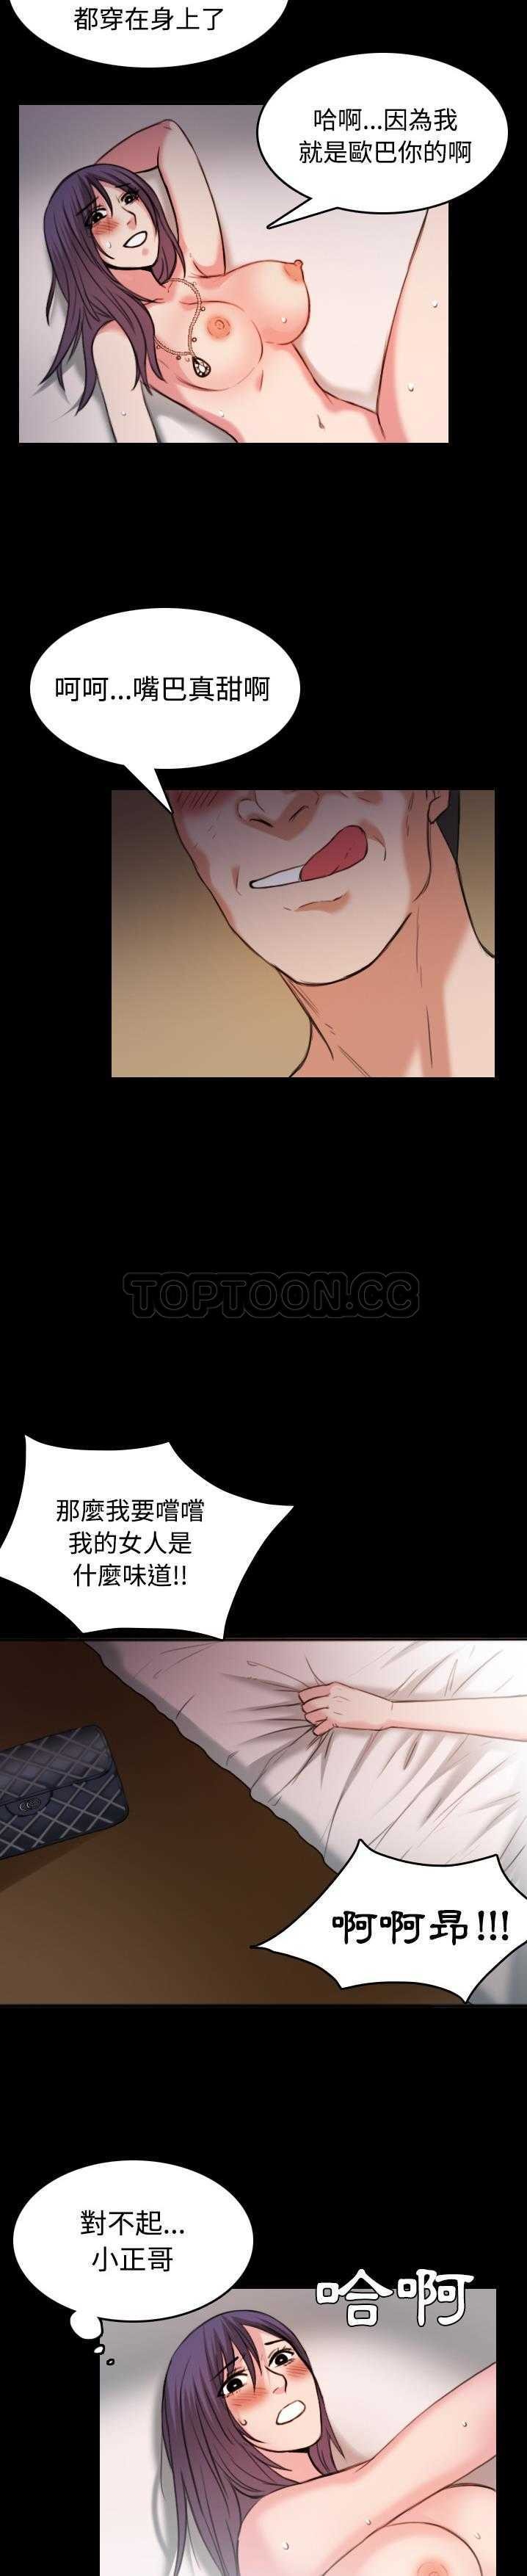 都穿在身上了
哈啊...因為我
就是歐巴你的啊
呵呵...嘴巴真甜啊
TOPTOON.CC
那麼我要嚐嚐
我的女人是
什麼味道!!
啊啊昂!!!
對不起...
小正哥
哈啊